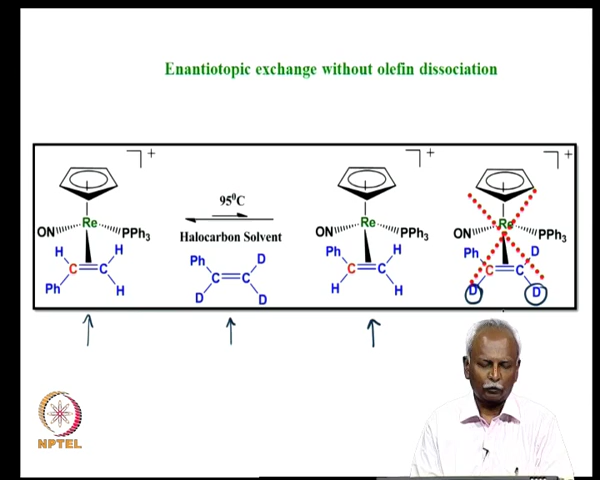 Enantiotopic exchange without olefin dissociation
+
+
+
Re
ON
PPh3
H
H
C
C
Ph
H
95⁰C
Halocarbon Solvent
Ph
D
C
C
D
D
Re
ON
PPh3
Ph
H
C
C
H
H
Re
ON
PPh3
Ph
D
C
C
D
D
NPTEL